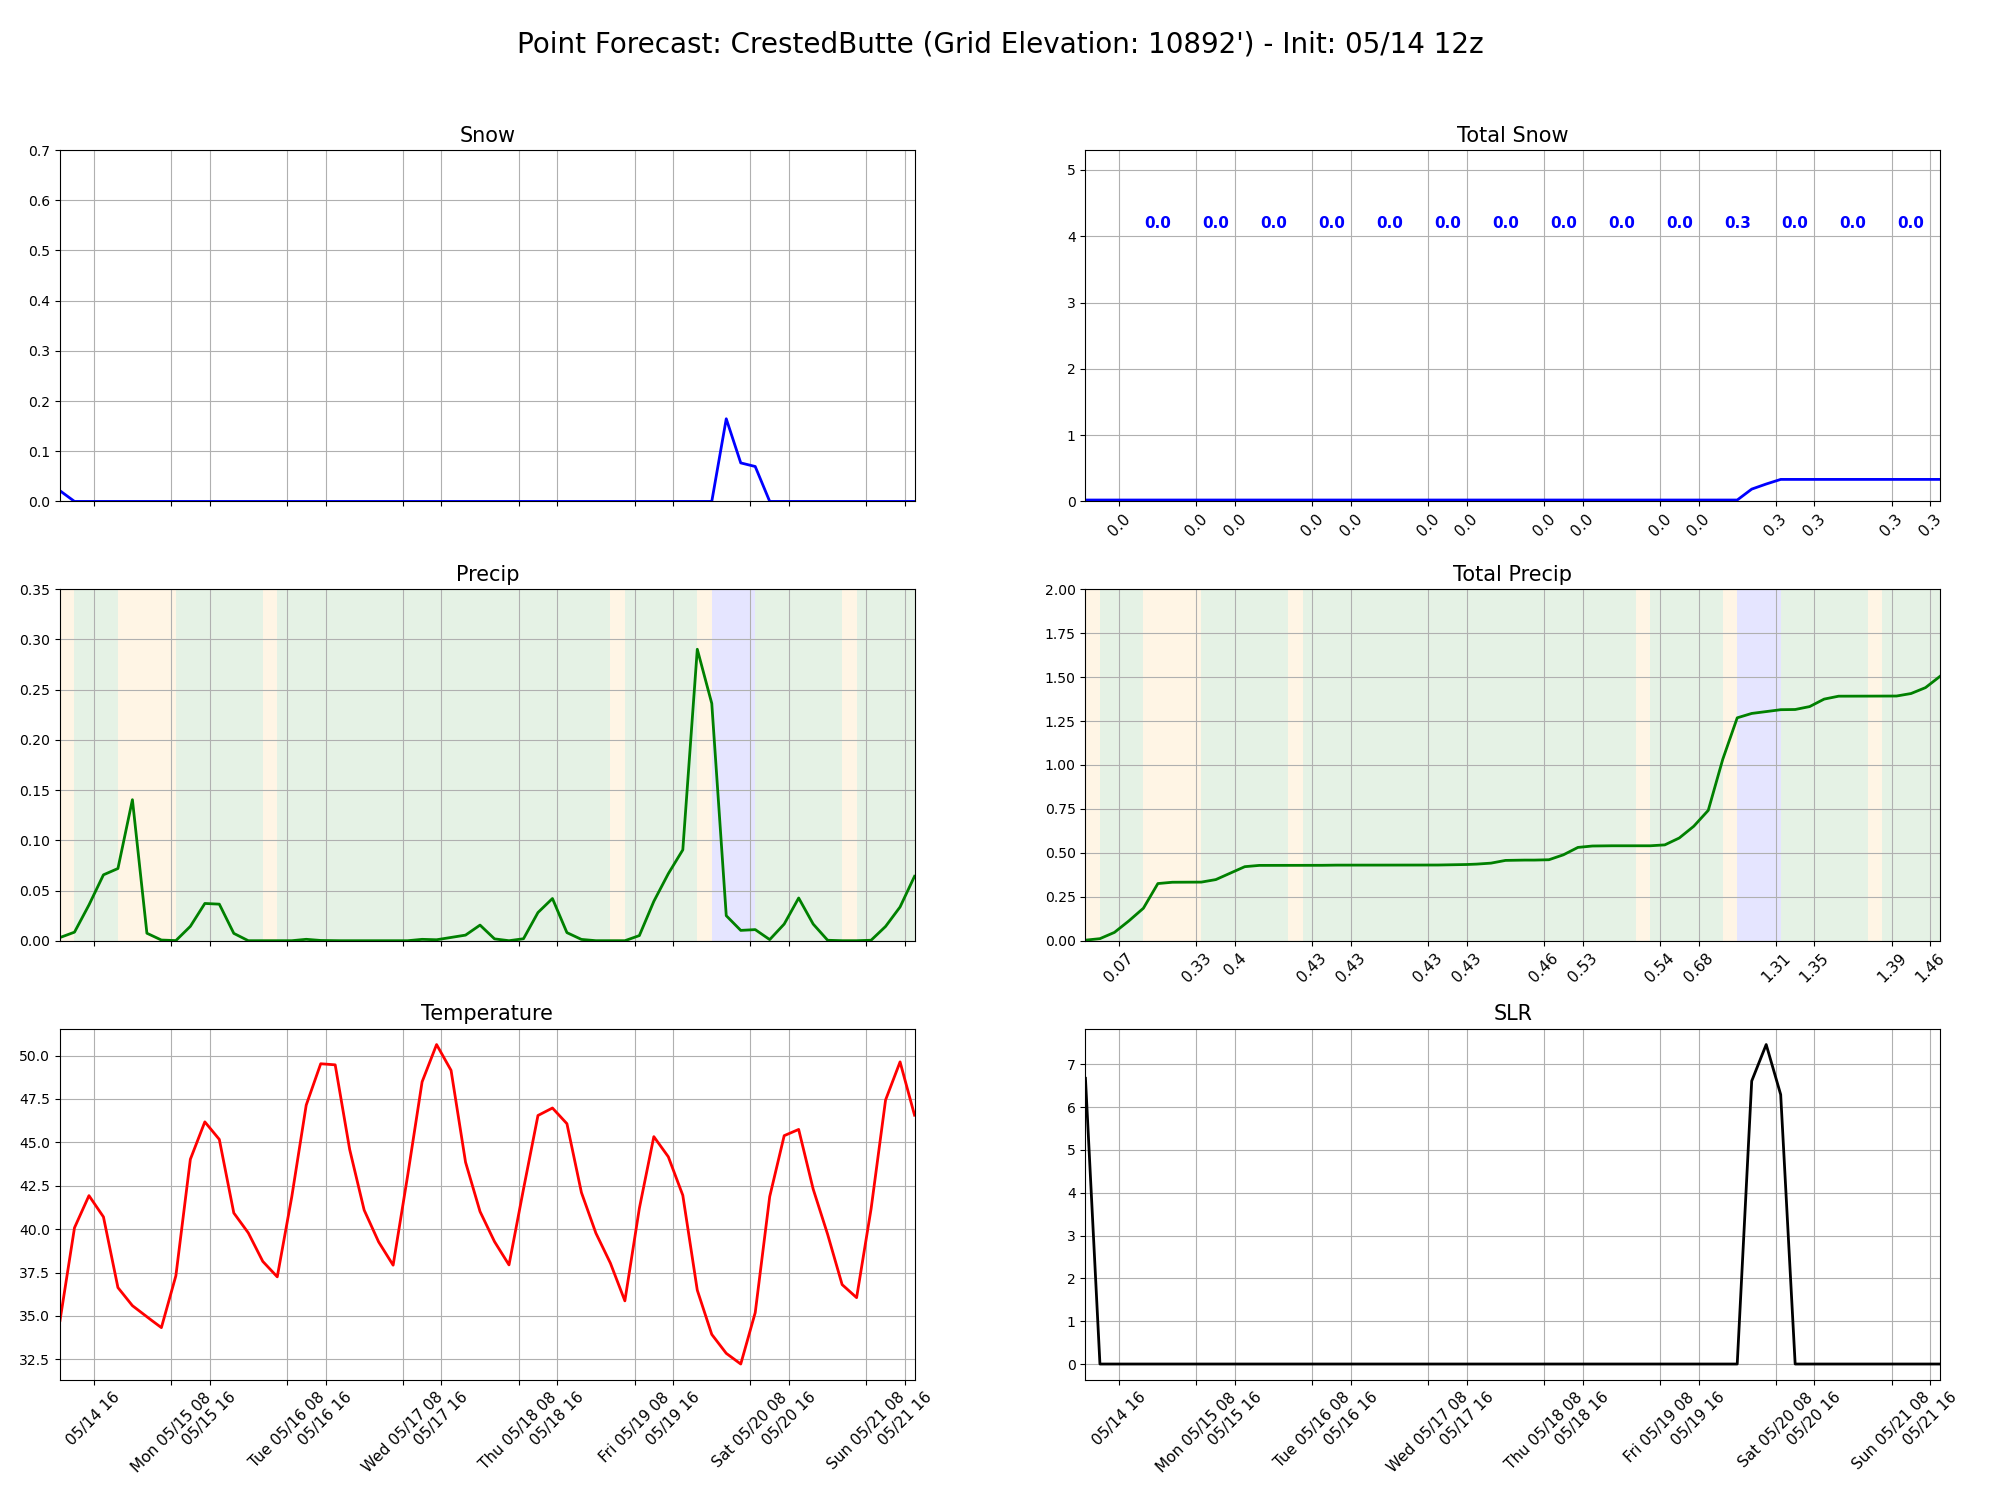 Point Forecast: CrestedButte (Grid Elevation: 10892') - Init: 05/14 12z
Snow
0.7
0.6
0.5
0.4
0.3
0.2
0.1
0.0
Total Snow
5
4
3
2
1
0
0.0 0.0 0.0 0.0 0.0 0.0 0.0 0.0 0.0 0.0 0.3 0.0 0.0 0.0
0.0 0.0 0.0 0.0 0.0 0.0 0.0 0.0 0.0 0.0 0.0 0.3 0.3 0.3 0.3
Precip
0.35
0.30
0.25
0.20
0.15
0.10
0.05
0.00
Total Precip
2.00
1.75
1.50
1.25
1.00
0.75
0.50
0.25
0.00
0.07 0.33 0.4 0.43 0.43 0.43 0.43 0.46 0.53 0.54 0.68 1.31 1.35 1.39 1.46
Temperature
50.0
47.5
45.0
42.5
40.0
37.5
35.0
32.5
05/14 16
Mon 05/15 08
05/15 16
Tue 05/16 08
05/16 16
Wed 05/17 08
05/17 16
Thu 05/18 08
05/18 16
Fri 05/19 08
05/19 16
Sat 05/20 08
05/20 16
Sun 05/21 08
05/21 16
SLR
7
6
5
4
3
2
1
0
05/14 16
Mon 05/15 08
05/15 16
Tue 05/16 08
05/16 16
Wed 05/17 08
05/17 16
Thu 05/18 08
05/18 16
Fri 05/19 08
05/19 16
Sat 05/20 08
05/20 16
Sun 05/21 08
05/21 16